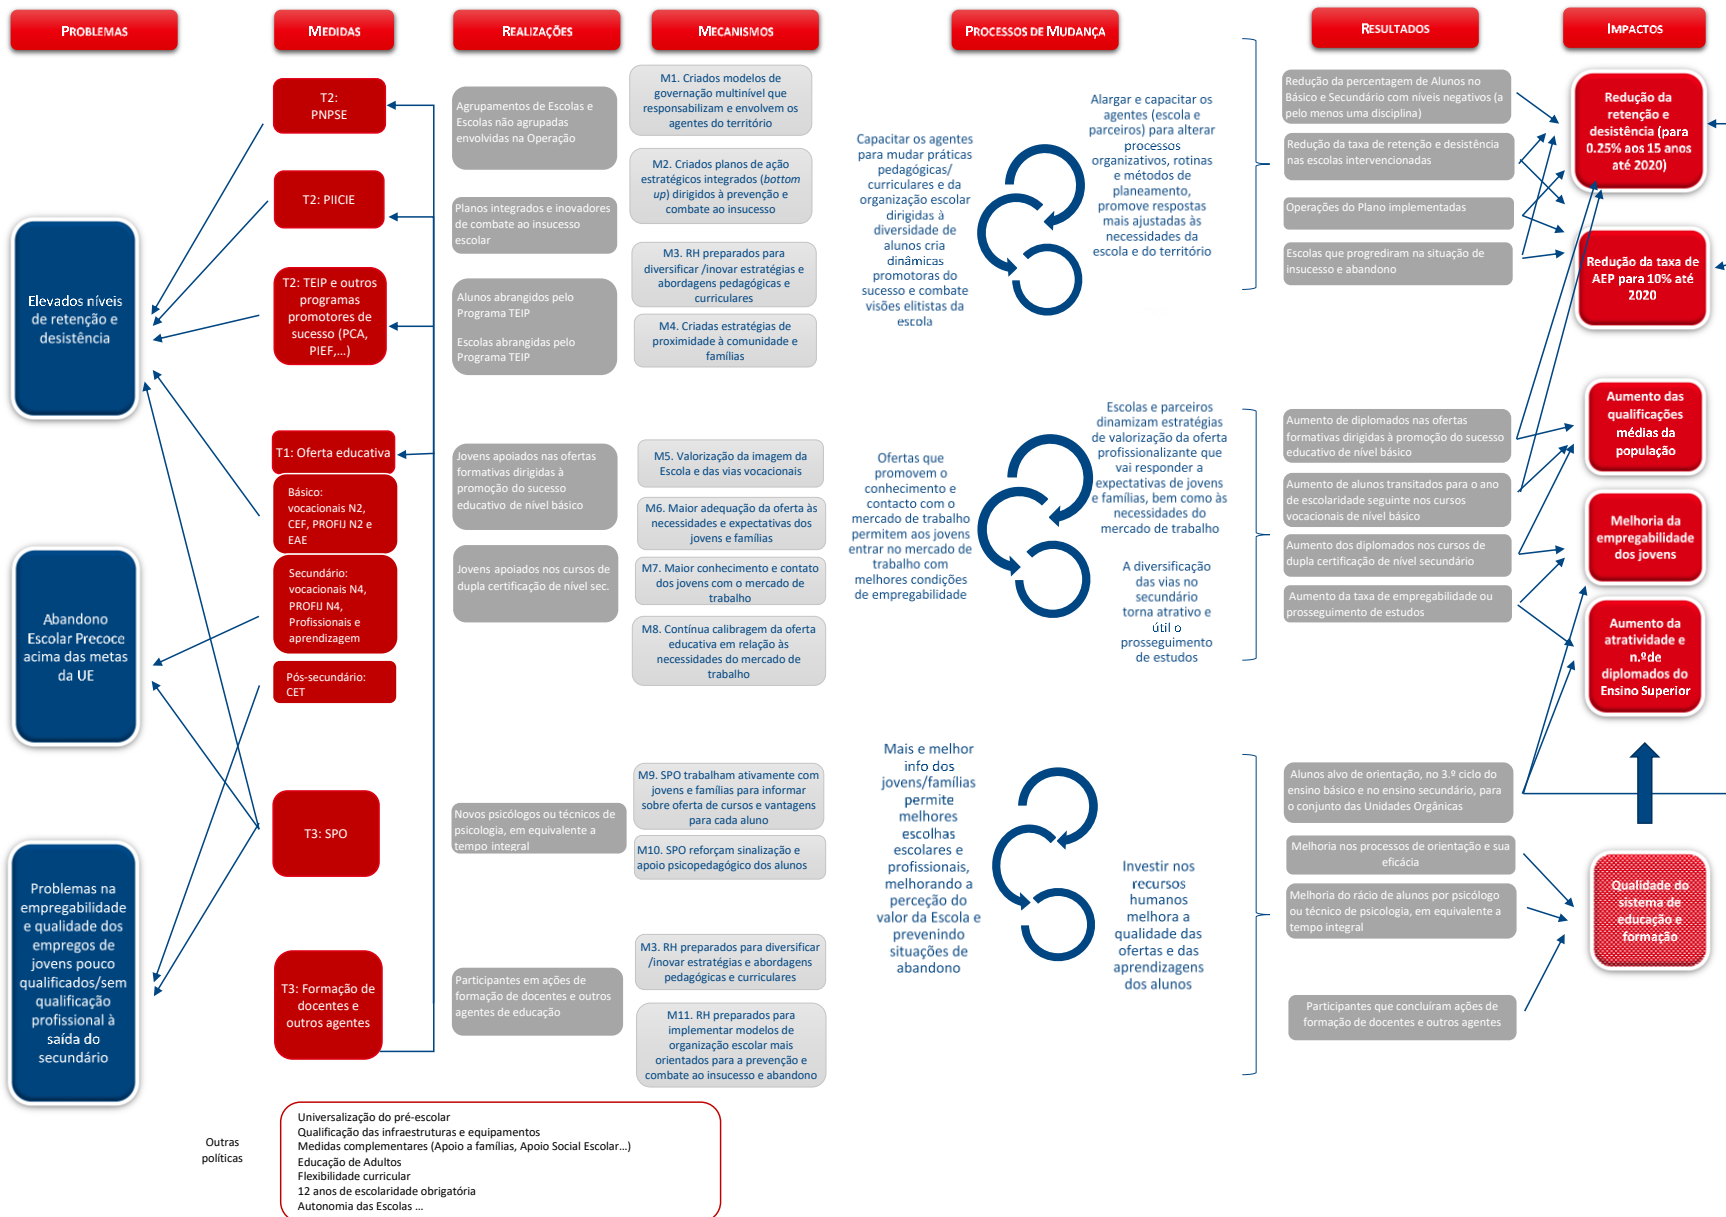 PROBLEMAS
MEDIDAS
REALIZAÇÕES
MECANISMOS
PROCESSOS DE MUDANÇA
RESULTADOS
IMPACTOS
Elevados níveis
de retenção e
desistência
Abandono
Escolar Precoce
acima das metas
da UE
Problemas na
empregabilidade
e qualidade dos
empregos de
jovens pouco
qualificados/sem
qualificação
profissional à
saída do
secundário
T2:
PNPSE
T2: PIICIE
T2: TEIP e outros
programas
promotores de
sucesso (PCA,
PIEF,...)
T1: Oferta educativa
Básico:
vocacionais N2,
CEF, PROFIJ N2 e
EAE
Secundário:
vocacionais N4,
PROFIJ N4,
Profissionais e
aprendizagem
Pós-secundário:
CET
T3: SPO
T3: Formação de
docentes e
outros agentes
Agrupamentos de Escolas e
Escolas não agrupadas
envolvidas na Operação
Planos integrados e inovadores
de combate ao insucesso
escolar
Alunos abrangidos pelo
Programa TEIP
Escolas abrangidas pelo
Programa TEIP
Jovens apoiados nas ofertas
formativas dirigidas à
promoção do sucesso
educativo de nível básico
Jovens apoiados nos cursos de
dupla certificação de nível sec.
Novos psicólogos ou técnicos de
psicologia, em equivalente a
tempo integral
Participantes em ações de
formação de docentes e outros
agentes de educação
M1. Criados modelos de
governação multinível que
responsabilizam e envolvem os
agentes do território
M2. Criados planos de ação
estratégicos integrados (bottom
up) dirigidos à prevenção e
combate ao insucesso
M3. RH preparados para
diversificar /inovar estratégias e
abordagens pedagógicas e
curriculares
M4. Criadas estratégias de
proximidade à comunidade e
famílias
M5. Valorização da imagem da
Escola e das vias vocacionais
M6. Maior adequação da oferta às
necessidades e expectativas dos
jovens e famílias
M7. Maior conhecimento e contato
dos jovens com o mercado de
trabalho
M8. Contínua calibragem da oferta
educativa em relação às
necessidades do mercado de
trabalho
M9. SPO trabalham ativamente com
jovens e famílias para informar
sobre oferta de cursos e vantagens
para cada aluno
M10. SPO reforçam sinalização e
apoio psicopedagógico dos alunos
M3. RH preparados para diversificar
/inovar estratégias e abordagens
pedagógicas e curriculares
M11. RH preparados para
implementar modelos de
organização escolar mais
orientados para a prevenção e
combate ao insucesso e abandono
Capacitar os agentes
para mudar práticas
pedagógicas/
curriculares e da
organização escolar
dirigidas à
diversidade de
alunos cria
dinâmicas
promotoras do
sucesso e combate
visões elitistas da
escola
Alargar e capacitar os
agentes (escola e
parceiros) para alterar
processos
organizativos, rotinas
e métodos de
planeamento,
promove respostas
mais ajustadas às
necessidades da
escola e do território
Ofertas que
promovem o
conhecimento e
contacto com o
mercado de trabalho
permitem aos jovens
entrar no mercado de
trabalho com
melhores condições
de empregabilidade
Escolas e parceiros
dinamizam estratégias
de valorização da oferta
profissionalizante que
vai responder a
expectativas de jovens
e famílias, bem como às
necessidades do
mercado de trabalho
A diversificação
das vias no
secundário
torna atrativo e
útil o
prosseguimento
de estudos
Mais e melhor
info dos
jovens/famílias
permite
melhores
escolhas
escolares e
profissionais,
melhorando a
perceção do
valor da Escola e
prevenindo
situações de
abandono
Investir nos
recursos
humanos
melhora a
qualidade das
ofertas e das
aprendizagens
dos alunos
Redução da percentagem de Alunos no
Básico e Secundário com níveis negativos (a
pelo menos uma disciplina)
Redução da taxa de retenção e desistência
nas escolas intervencionadas
Operações do Plano implementadas
Escolas que progrediram na situação de
insucesso e abandono
Aumento de diplomados nas ofertas
formativas dirigidas à promoção do sucesso
educativo de nível básico
Aumento de alunos transitados para o ano
de escolaridade seguinte nos cursos
vocacionais de nível básico
Aumento dos diplomados nos cursos de
dupla certificação de nível secundário
Aumento da taxa de empregabilidade ou
prosseguimento de estudos
Alunos alvo de orientação, no 3.º ciclo do
ensino básico e no ensino secundário, para
o conjunto das Unidades Orgânicas
Melhoria nos processos de orientação e sua
eficácia
Melhoria do rácio de alunos por psicólogo
ou técnico de psicologia, em equivalente a
tempo integral
Participantes que concluíram ações de
formação de docentes e outros agentes
Redução da
retenção e
desistência (para
0.25% aos 15 anos
até 2020)
Redução da taxa de
AEP para 10% até
2020
Aumento das
qualificações
médias da
população
Melhoria da
empregabilidade
dos jovens
Aumento da
atratividade e
n.ºde
diplomados do
Ensino Superior
Qualidade do
sistema de
educação e
formação
Outras
políticas
Universalização do pré-escolar
Qualificação das infraestruturas e equipamentos
Medidas complementares (Apoio a famílias, Apoio Social Escolar...)
Educação de Adultos
Flexibilidade curricular
12 anos de escolaridade obrigatória
Autonomia das Escolas ...